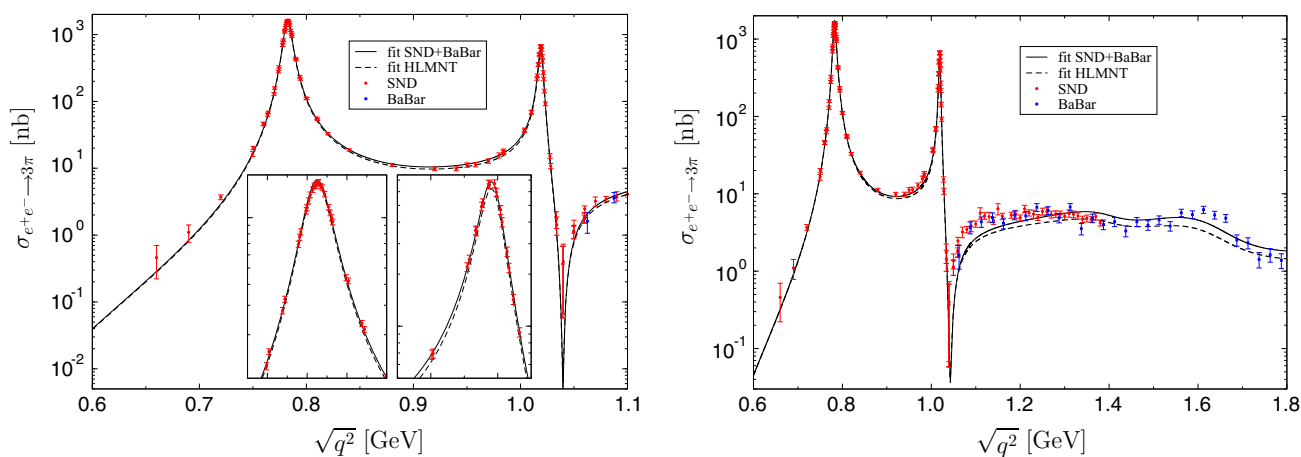 σ_{e⁺e⁻→3π} [nb]
10³
10²
10¹
10⁰
10⁻¹
10⁻²
fit SND+BaBar
fit HLMNT
SND
BaBar
0.6 0.7 0.8 0.9 1.0 1.1
√q² [GeV]
σ_{e⁺e⁻→3π} [nb]
10³
10²
10¹
10⁰
10⁻¹
fit SND+BaBar
fit HLMNT
SND
BaBar
0.6 0.8 1.0 1.2 1.4 1.6 1.8
√q² [GeV]